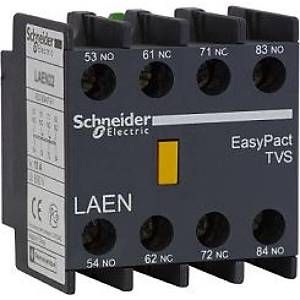 53 NO 61 NC 71 NC 83 NO
LAEN22
Schneider
Electric
EasyPact
TVS
LAEN
54 NO 62 NC 72 NC 84 NO